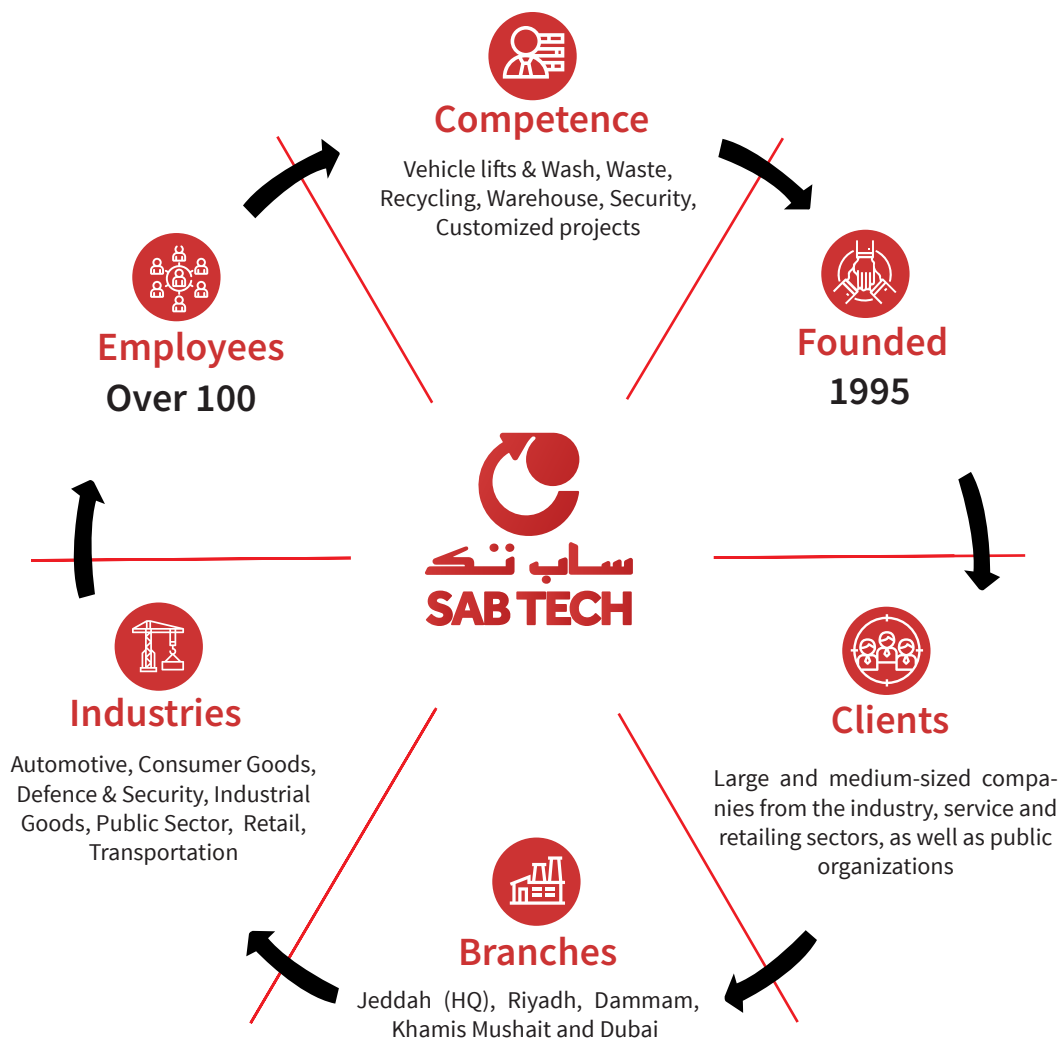 Competence
Vehicle lifts & Wash, Waste,
Recycling, Warehouse, Security,
Customized projects
Founded
1995
Clients
Large and medium-sized compa-
nies from the industry, service and
retailing sectors, as well as public
organizations
Branches
Jeddah (HQ), Riyadh, Dammam,
Khamis Mushait and Dubai
Industries
Automotive, Consumer Goods,
Defence & Security, Industrial
Goods, Public Sector, Retail,
Transportation
Employees
Over 100
ساب تك
SAB TECH